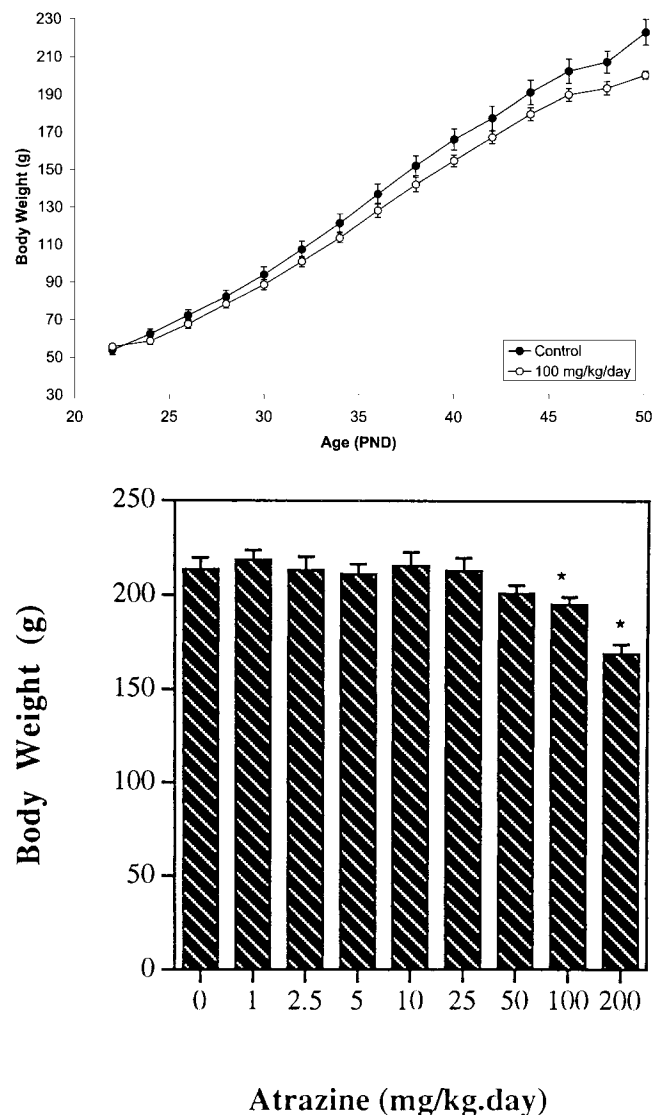 230
210
190
170
150
130
110
90
70
50
30
Body Weight (g)
Control
100 mg/kg/day
20 25 30 35 40 45 50
Age (PND)
250
200
150
100
50
0
Body Weight (g)
*
*
0 1 2.5 5 10 25 50 100 200
Atrazine (mg/kg.day)